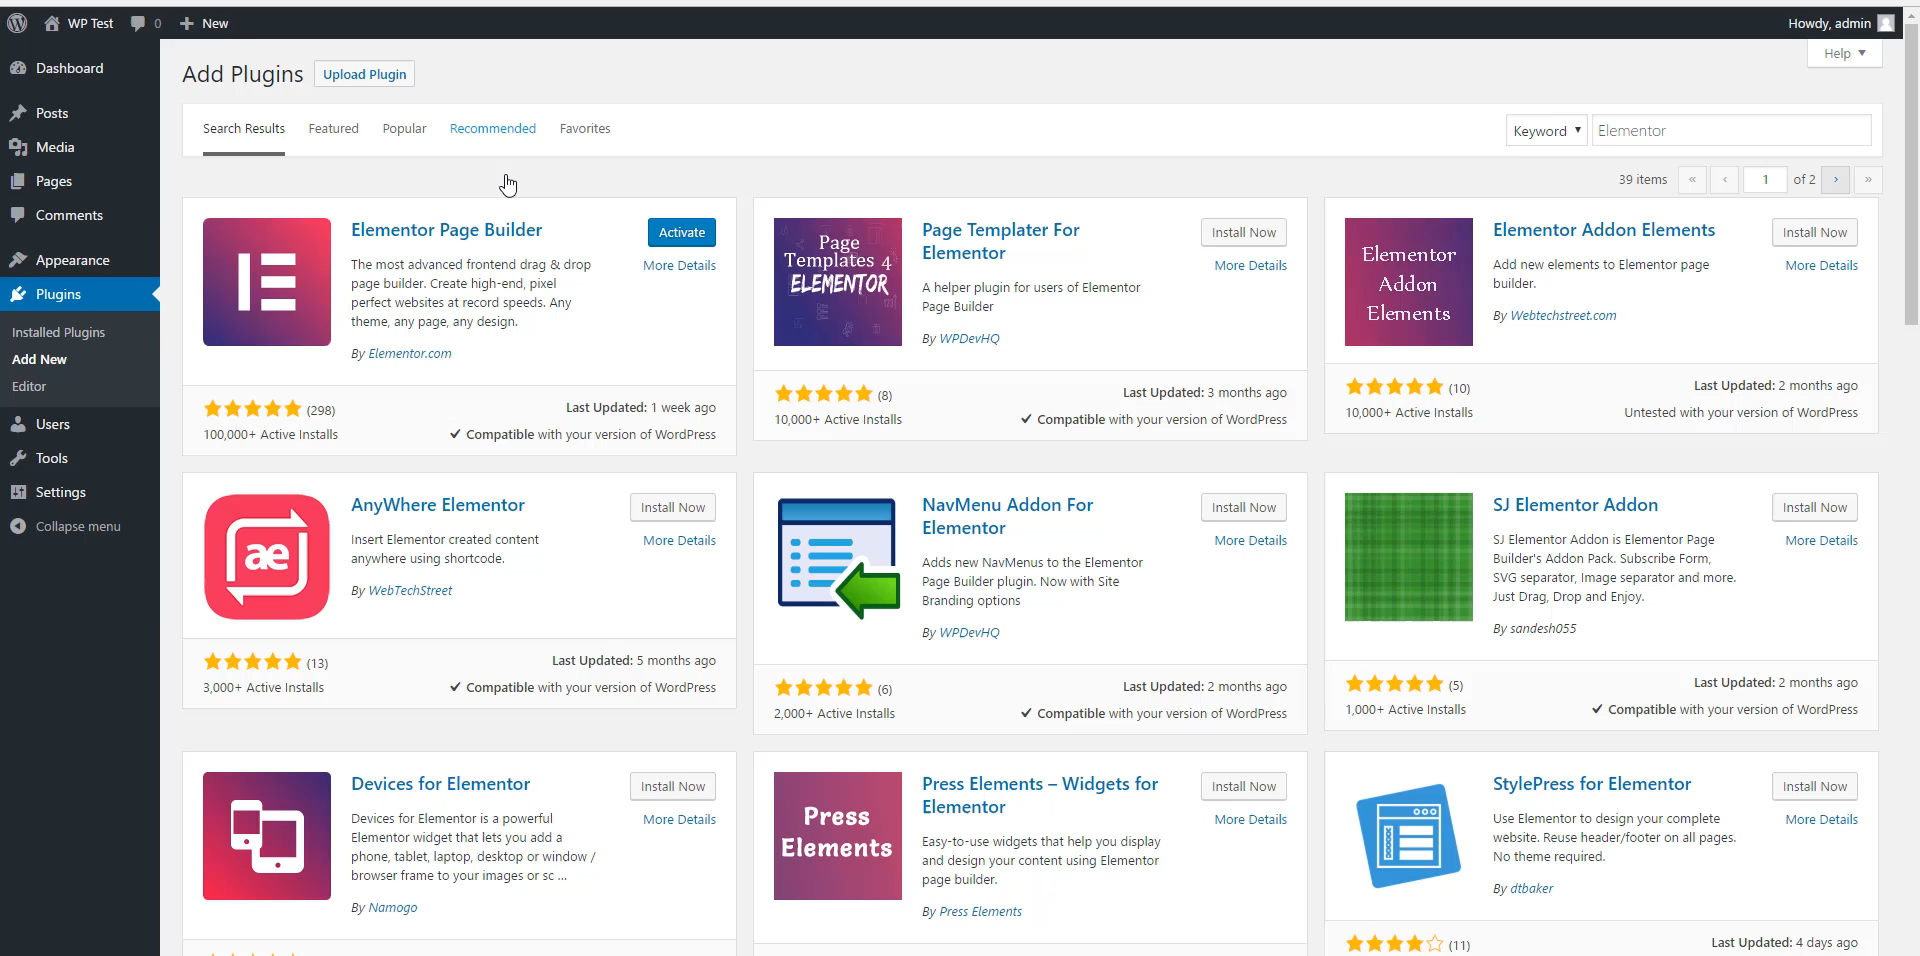 WP Test
0
New
Howdy, admin
Help
Dashboard
Posts
Media
Pages
Comments
Appearance
Plugins
Installed Plugins
Add New
Editor
Users
Tools
Settings
Collapse menu
Add Plugins
Upload Plugin
Search Results
Featured
Popular
Recommended
Favorites
Keyword
Elementor
39 items
«
‹
1
of 2
›
»
Elementor Page Builder
Activate
More Details
The most advanced frontend drag & drop
page builder. Create high-end, pixel
perfect websites at record speeds. Any
theme, any page, any design.
By Elementor.com
(298)
Last Updated: 1 week ago
100,000+ Active Installs
Compatible with your version of WordPress
Page
Templates 4
ELEMENTOR
Page Templater For
Elementor
Install Now
More Details
A helper plugin for users of Elementor
Page Builder
By WPDevHQ
(8)
Last Updated: 3 months ago
10,000+ Active Installs
Compatible with your version of WordPress
Elementor
Addon
Elements
Elementor Addon Elements
Install Now
More Details
Add new elements to Elementor page
builder.
By Webtechstreet.com
(10)
Last Updated: 2 months ago
10,000+ Active Installs
Untested with your version of WordPress
ae
AnyWhere Elementor
Install Now
More Details
Insert Elementor created content
anywhere using shortcode.
By WebTechStreet
(13)
Last Updated: 5 months ago
3,000+ Active Installs
Compatible with your version of WordPress
NavMenu Addon For
Elementor
Install Now
More Details
Adds new NavMenus to the Elementor
Page Builder plugin. Now with Site
Branding options
By WPDevHQ
(6)
Last Updated: 2 months ago
2,000+ Active Installs
Compatible with your version of WordPress
SJ Elementor Addon
Install Now
More Details
SJ Elementor Addon is Elementor Page
Builder's Addon Pack. Subscribe Form,
SVG separator, Image separator and more.
Just Drag, Drop and Enjoy.
By sandesh055
(5)
Last Updated: 2 months ago
1,000+ Active Installs
Compatible with your version of WordPress
Devices for Elementor
Install Now
More Details
Devices for Elementor is a powerful
Elementor widget that lets you add a
phone, tablet, laptop, desktop or window /
browser frame to your images or sc ...
By Namogo
Press
Elements
Press Elements – Widgets for
Elementor
Install Now
More Details
Easy-to-use widgets that help you display
and design your content using Elementor
page builder.
By Press Elements
StylePress for Elementor
Install Now
More Details
Use Elementor to design your complete
website. Reuse header/footer on all pages.
No theme required.
By dtbaker
(11)
Last Updated: 4 days ago